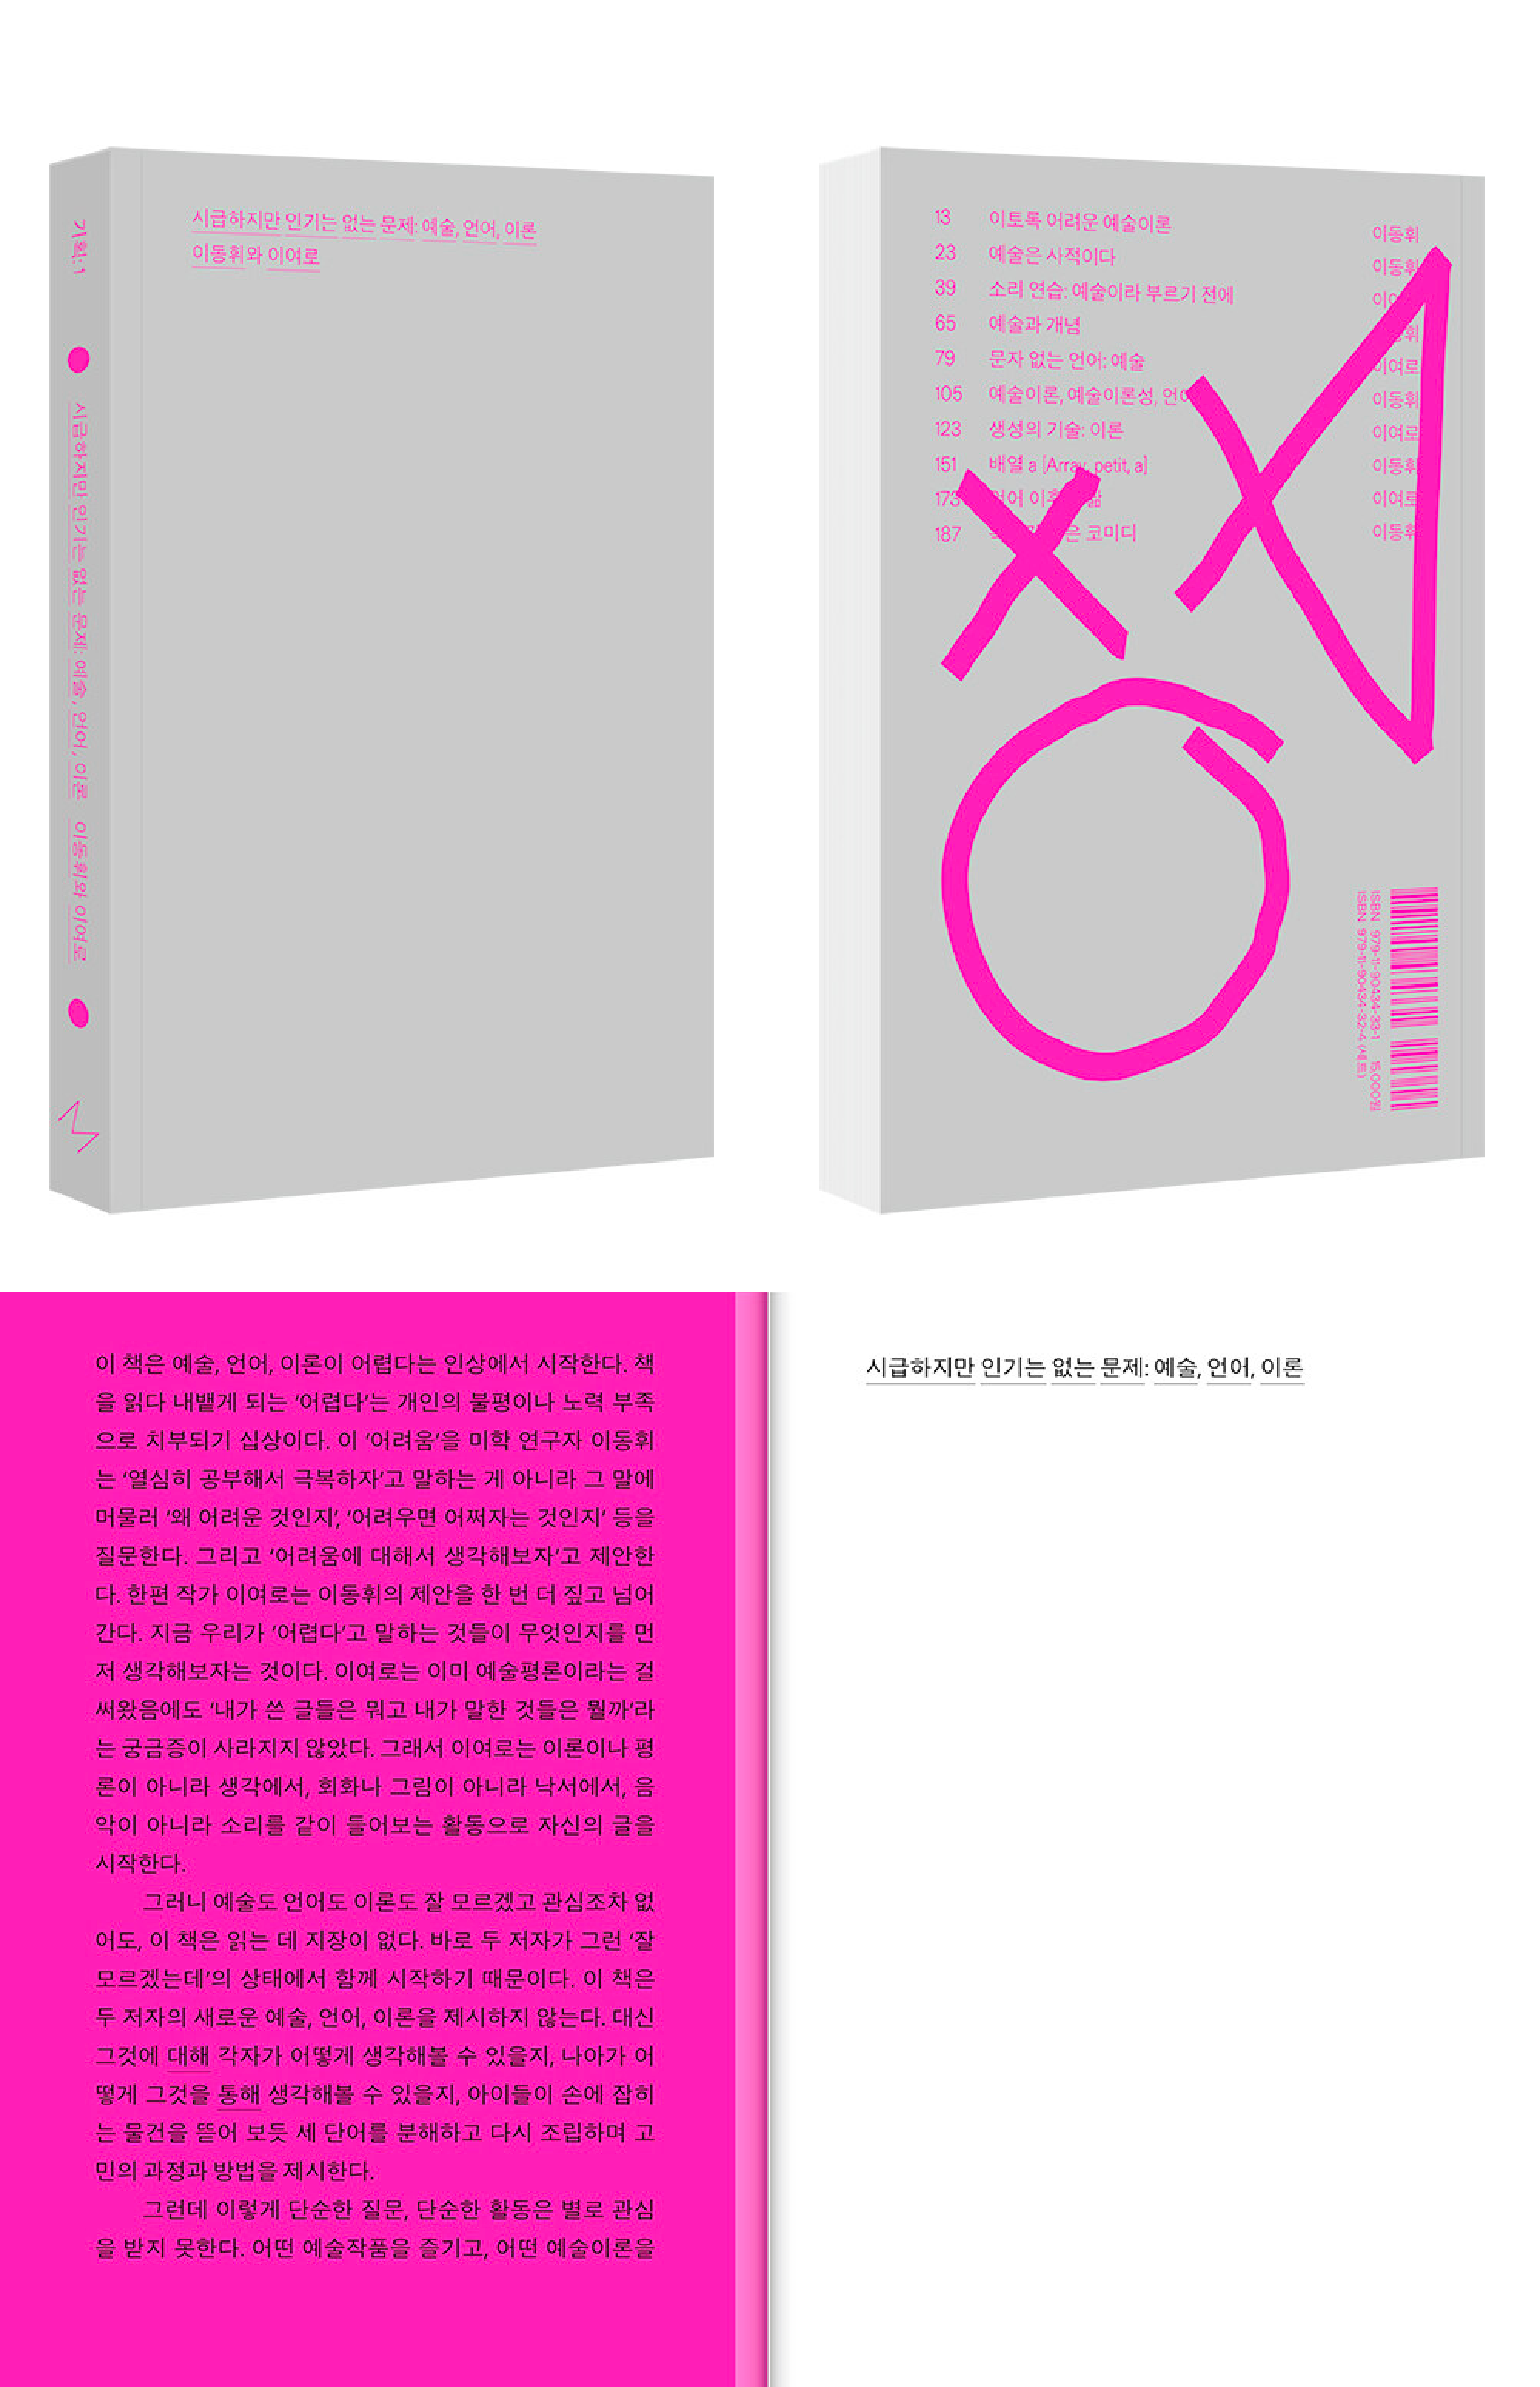 기획:1
시급하지만 인기는 없는 문제: 예술, 언어, 이론 이동휘와 이여로
시급하지만 인기는 없는 문제: 예술, 언어, 이론
이동휘와 이여로
13 이토록 어려운 예술이론 이동휘
23 예술은 사적이다 이동휘
39 소리 연습: 예술이라 부르기 전에
65 예술과 개념
79 문자 없는 언어: 예술 이여로
105 예술이론, 예술이론성, 이동휘
123 생성의 기술: 이론 이여로
151 배열 a [Array, petit, a] 이동휘
173 이여로
187 코미디 이동휘
ISBN 979-11-90434-33-1 15,000원
ISBN 979-11-90434-32-4 (세트)
이 책은 예술, 언어, 이론이 어렵다는 인상에서 시작한다. 책
을 읽다 내뱉게 되는 ‘어렵다’는 개인의 불평이나 노력 부족
으로 치부되기 십상이다. 이 ‘어려움’을 미학 연구자 이동휘
는 ‘열심히 공부해서 극복하자’고 말하는 게 아니라 그 말에
머물러 ‘왜 어려운 것인지’, ‘어려우면 어쩌자는 것인지’ 등을
질문한다. 그리고 ‘어려움에 대해서 생각해보자’고 제안한
다. 한편 작가 이여로는 이동휘의 제안을 한 번 더 짚고 넘어
간다. 지금 우리가 ‘어렵다’고 말하는 것들이 무엇인지를 먼
저 생각해보자는 것이다. 이여로는 이미 예술평론이라는 걸
써왔음에도 ‘내가 쓴 글들은 뭐고 내가 말한 것들은 뭘까’라
는 궁금증이 사라지지 않았다. 그래서 이여로는 이론이나 평
론이 아니라 생각에서, 회화나 그림이 아니라 낙서에서, 음
악이 아니라 소리를 같이 들어보는 활동으로 자신의 글을
시작한다.
그러니 예술도 언어도 이론도 잘 모르겠고 관심조차 없
어도, 이 책은 읽는 데 지장이 없다. 바로 두 저자가 그런 ‘잘
모르겠는데’의 상태에서 함께 시작하기 때문이다. 이 책은
두 저자의 새로운 예술, 언어, 이론을 제시하지 않는다. 대신
그것에 대해 각자가 어떻게 생각해볼 수 있을지, 나아가 어
떻게 그것을 통해 생각해볼 수 있을지, 아이들이 손에 잡히
는 물건을 뜯어 보듯 세 단어를 분해하고 다시 조립하며 고
민의 과정과 방법을 제시한다.
그런데 이렇게 단순한 질문, 단순한 활동은 별로 관심
을 받지 못한다. 어떤 예술작품을 즐기고, 어떤 예술이론을
시급하지만 인기는 없는 문제: 예술, 언어, 이론